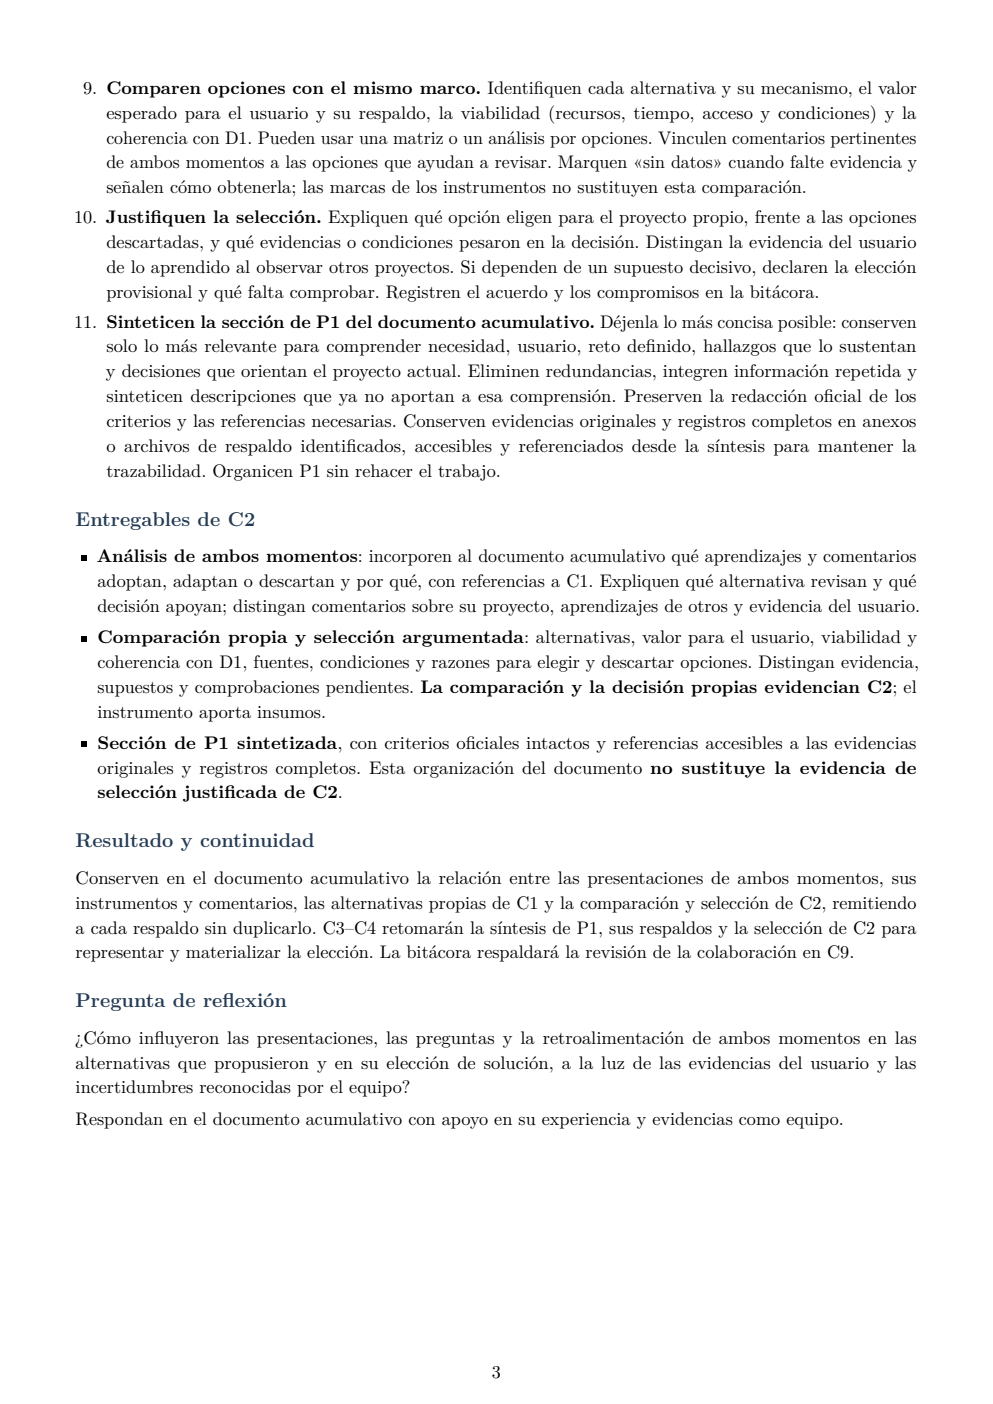 9. Comparen opciones con el mismo marco. Identifiquen cada alternativa y su mecanismo, el valor
esperado para el usuario y su respaldo, la viabilidad (recursos, tiempo, acceso y condiciones) y la
coherencia con D1. Pueden usar una matriz o un análisis por opciones. Vinculen comentarios pertinentes
de ambos momentos a las opciones que ayudan a revisar. Marquen «sin datos» cuando falte evidencia y
señalen cómo obtenerla; las marcas de los instrumentos no sustituyen esta comparación.
10. Justifiquen la selección. Expliquen qué opción eligen para el proyecto propio, frente a las opciones
descartadas, y qué evidencias o condiciones pesaron en la decisión. Distingan la evidencia del usuario
de lo aprendido al observar otros proyectos. Si dependen de un supuesto decisivo, declaren la elección
provisional y qué falta comprobar. Registren el acuerdo y los compromisos en la bitácora.
11. Sinteticen la sección de P1 del documento acumulativo. Déjenla lo más concisa posible: conserven
solo lo más relevante para comprender necesidad, usuario, reto definido, hallazgos que lo sustentan
y decisiones que orientan el proyecto actual. Eliminen redundancias, integren información repetida y
sinteticen descripciones que ya no aportan a esa comprensión. Preserven la redacción oficial de los
criterios y las referencias necesarias. Conserven evidencias originales y registros completos en anexos
o archivos de respaldo identificados, accesibles y referenciados desde la síntesis para mantener la
trazabilidad. Organicen P1 sin rehacer el trabajo.
Entregables de C2
▪ Análisis de ambos momentos: incorporen al documento acumulativo qué aprendizajes y comentarios
adoptan, adaptan o descartan y por qué, con referencias a C1. Expliquen qué alternativa revisan y qué
decisión apoyan; distingan comentarios sobre su proyecto, aprendizajes de otros y evidencia del usuario.
▪ Comparación propia y selección argumentada: alternativas, valor para el usuario, viabilidad y
coherencia con D1, fuentes, condiciones y razones para elegir y descartar opciones. Distingan evidencia,
supuestos y comprobaciones pendientes. La comparación y la decisión propias evidencian C2; el
instrumento aporta insumos.
▪ Sección de P1 sintetizada, con criterios oficiales intactos y referencias accesibles a las evidencias
originales y registros completos. Esta organización del documento no sustituye la evidencia de
selección justificada de C2.
Resultado y continuidad
Conserven en el documento acumulativo la relación entre las presentaciones de ambos momentos, sus
instrumentos y comentarios, las alternativas propias de C1 y la comparación y selección de C2, remitiendo
a cada respaldo sin duplicarlo. C3–C4 retomarán la síntesis de P1, sus respaldos y la selección de C2 para
representar y materializar la elección. La bitácora respaldará la revisión de la colaboración en C9.
Pregunta de reflexión
¿Cómo influyeron las presentaciones, las preguntas y la retroalimentación de ambos momentos en las
alternativas que propusieron y en su elección de solución, a la luz de las evidencias del usuario y las
incertidumbres reconocidas por el equipo?
Respondan en el documento acumulativo con apoyo en su experiencia y evidencias como equipo.
3